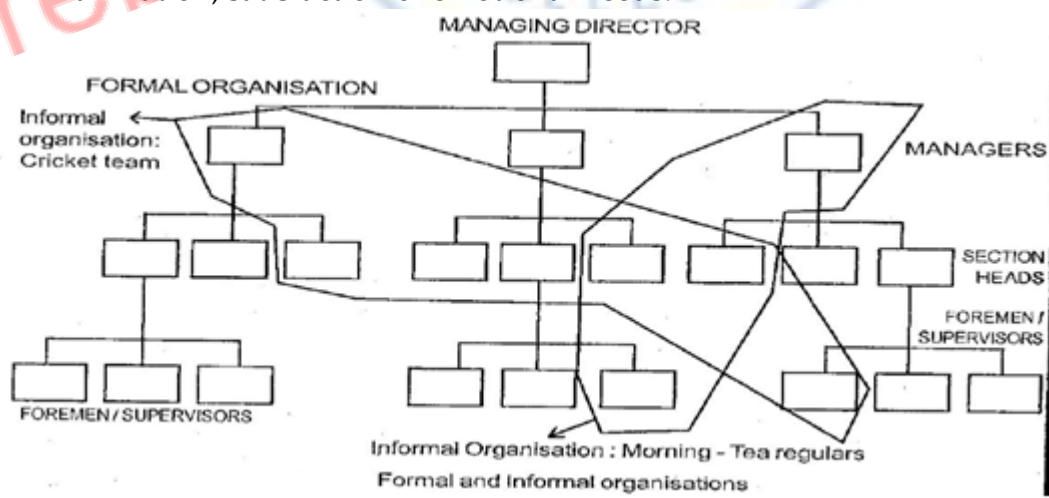 MANAGING DIRECTOR
FORMAL ORGANISATION
Informal
organisation:
Cricket team
MANAGERS
SECTION
HEADS
FOREMEN /
SUPERVISORS
FOREMEN / SUPERVISORS
Informal Organisation : Morning - Tea regulars
Formal and Informal organisations